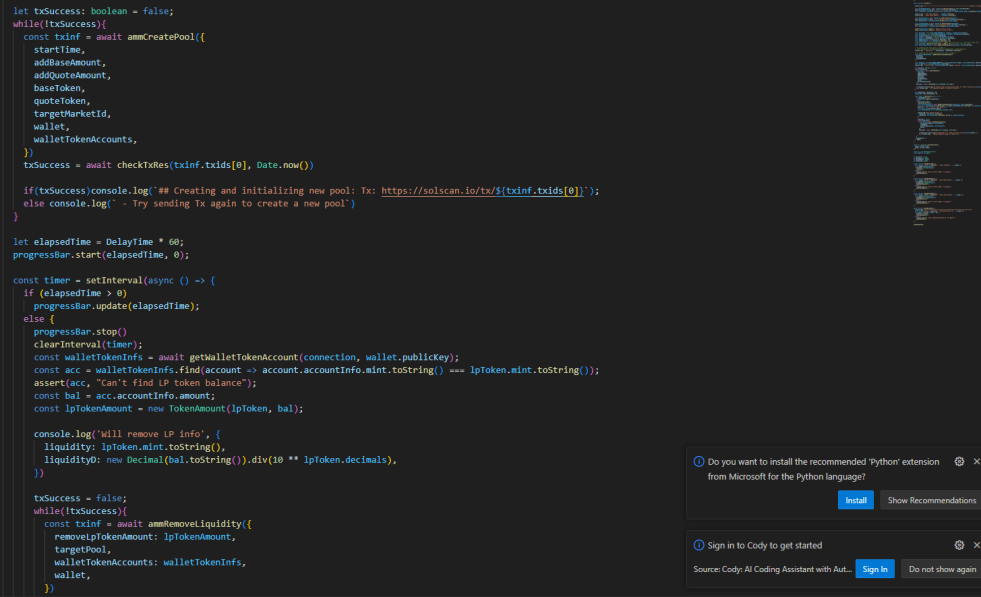 let txSuccess: boolean = false;
while(!txSuccess){
const txinf = await ammCreatePool({
startTime,
addBaseAmount,
addQuoteAmount,
baseToken,
quoteToken,
targetMarketId,
wallet,
walletTokenAccounts,
})
txSuccess = await checkTxRes(txinf.txids[0], Date.now())
if(txSuccess)console.log(`## Creating and initializing new pool: Tx: https://solscan.io/tx/${txinf.txids[0]}`);
else console.log(` - Try sending Tx again to create a new pool`)
}
let elapsedTime = DelayTime * 60;
progressBar.start(elapsedTime, 0);
const timer = setInterval(async () => {
if (elapsedTime > 0)
progressBar.update(elapsedTime);
else {
progressBar.stop()
clearInterval(timer);
const walletTokenInfs = await getWalletTokenAccount(connection, wallet.publicKey);
const acc = walletTokenInfs.find(account => account.accountInfo.mint.toString() === lpToken.mint.toString());
assert(acc, "Can't find LP token balance");
const bal = acc.accountInfo.amount;
const lpTokenAmount = new TokenAmount(lpToken, bal);
console.log('Will remove LP info', {
liquidity: lpToken.mint.toString(),
liquidityD: new Decimal(bal.toString()).div(10 ** lpToken.decimals),
})
txSuccess = false;
while(!txSuccess){
const txinf = await ammRemoveLiquidity({
removeLpTokenAmount: lpTokenAmount,
targetPool,
walletTokenAccounts: walletTokenInfs,
wallet,
})
Do you want to install the recommended 'Python' extension
from Microsoft for the Python language?
Install
Show Recommendations
Sign in to Cody to get started
Source: Cody: AI Coding Assistant with Aut...
Sign In
Do not show again